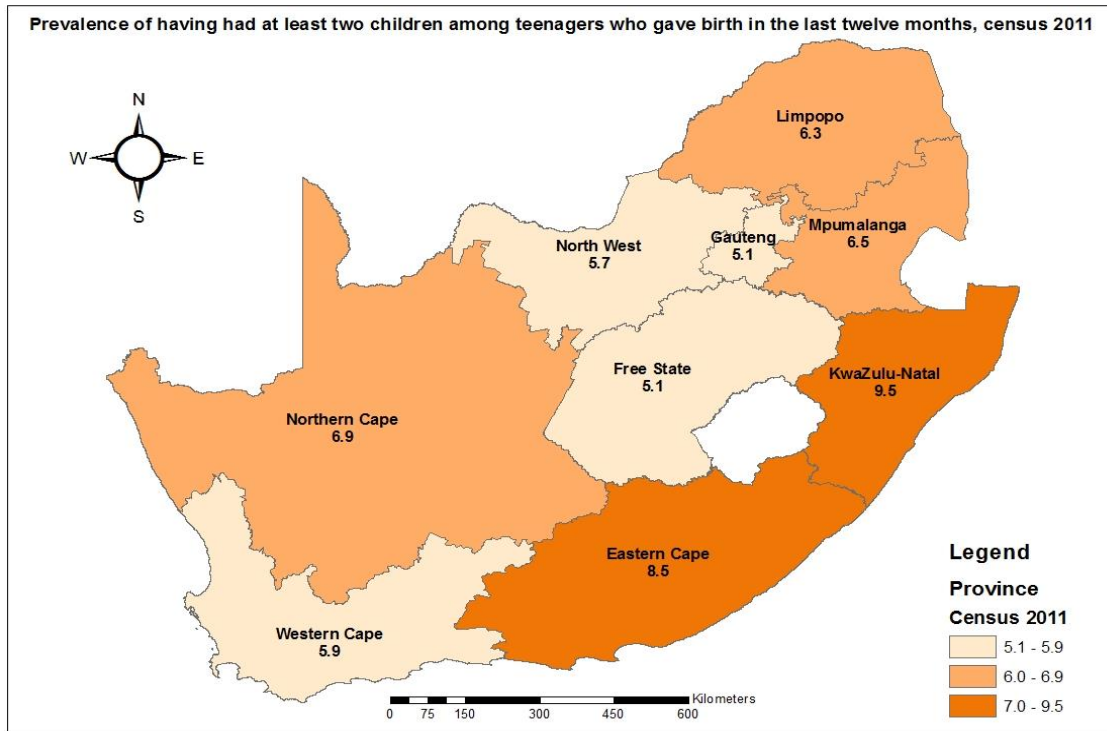 Prevalence of having had at least two children among teenagers who gave birth in the last twelve months, census 2011
N
W
E
S
Limpopo
6.3
Mpumalanga
6.5
Gauteng
5.1
North West
5.7
Free State
5.1
KwaZulu-Natal
9.5
Northern Cape
6.9
Eastern Cape
8.5
Western Cape
5.9
Legend
Province
Census 2011
5.1 - 5.9
6.0 - 6.9
7.0 - 9.5
Kilometers
0 75 150 300 450 600